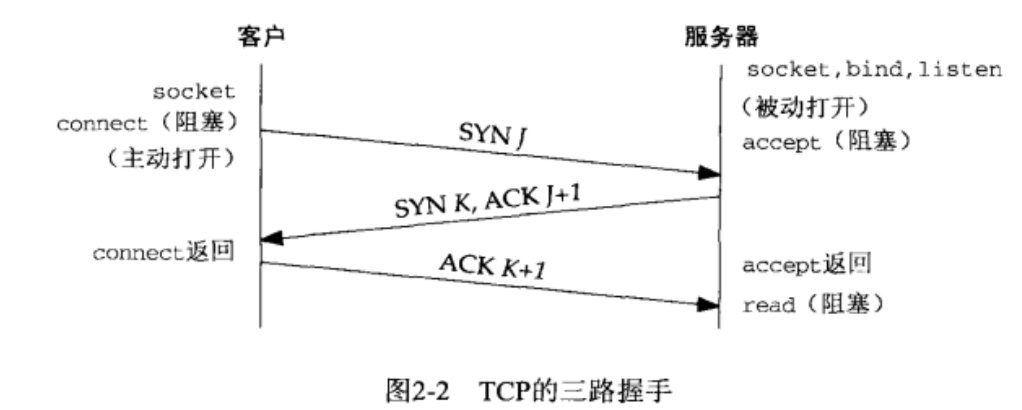 客户
服务器
socket
connect（阻塞）
（主动打开）
socket,bind,listen
（被动打开）
accept（阻塞）
SYN J
SYN K, ACK J+1
connect返回
ACK K+1
accept返回
read（阻塞）
图2-2 TCP的三路握手